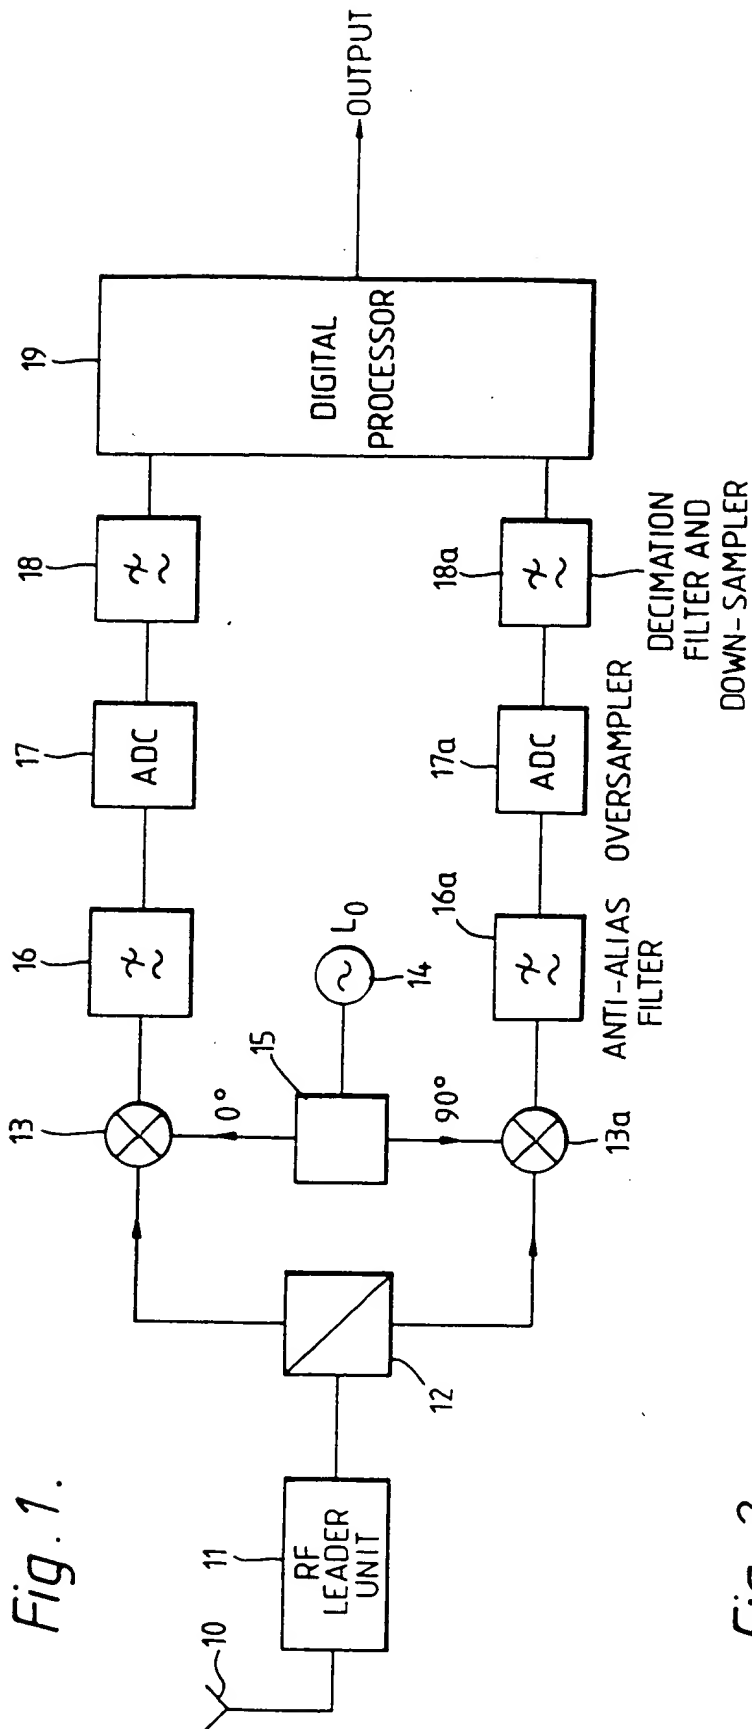 Fig. 1.
10
11
RF
LEADER
UNIT
12
13
0°
15
90°
13a
14
L₀
16
16a
ANTI-ALIAS
FILTER
17
ADC
17a
ADC
OVERSAMPLER
18
18a
DECIMATION
FILTER AND
DOWN-SAMPLER
19
DIGITAL
PROCESSOR
OUTPUT